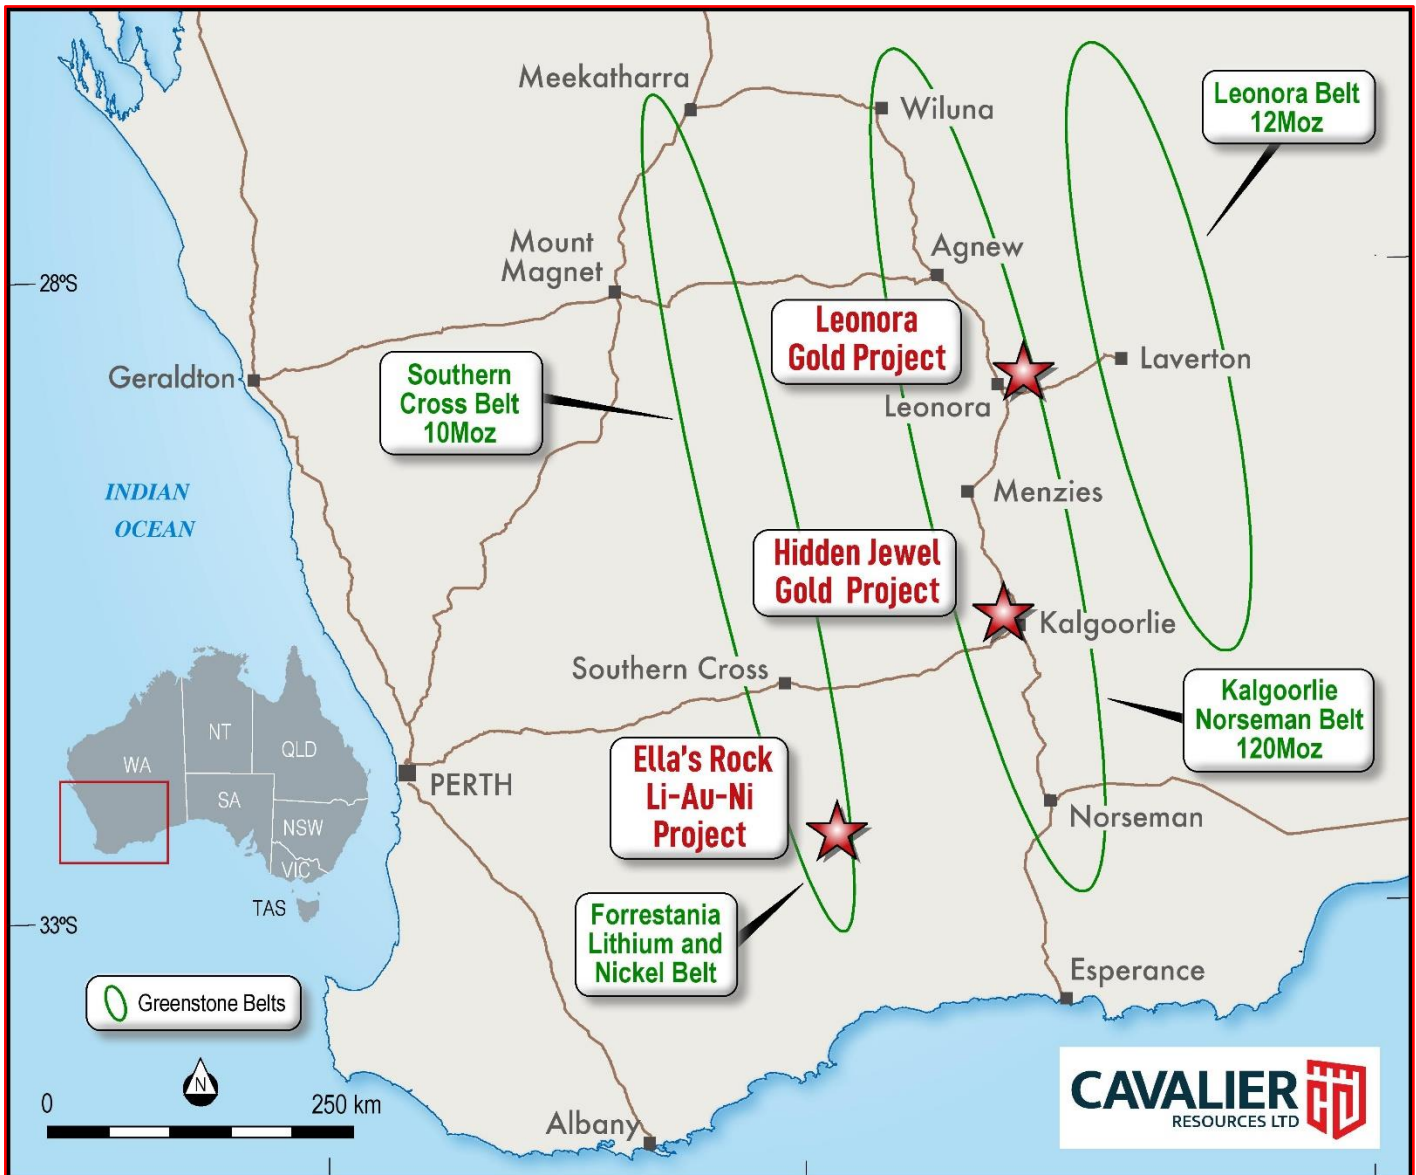 Meekatharra
Wiluna
Leonora Belt
12Moz
Mount
Magnet
Agnew
28ºS
Leonora
Gold Project
Laverton
Geraldton
Southern
Cross Belt
10Moz
Leonora
INDIAN
OCEAN
Menzies
Hidden Jewel
Gold Project
Kalgoorlie
Southern Cross
Kalgoorlie
Norseman Belt
120Moz
NT
QLD
WA
SA
NSW
VIC
TAS
PERTH
Ella's Rock
Li-Au-Ni
Project
Norseman
33ºS
Forrestania
Lithium and
Nickel Belt
Esperance
Greenstone Belts
N
0 250 km
Albany
CAVALIER
RESOURCES LTD